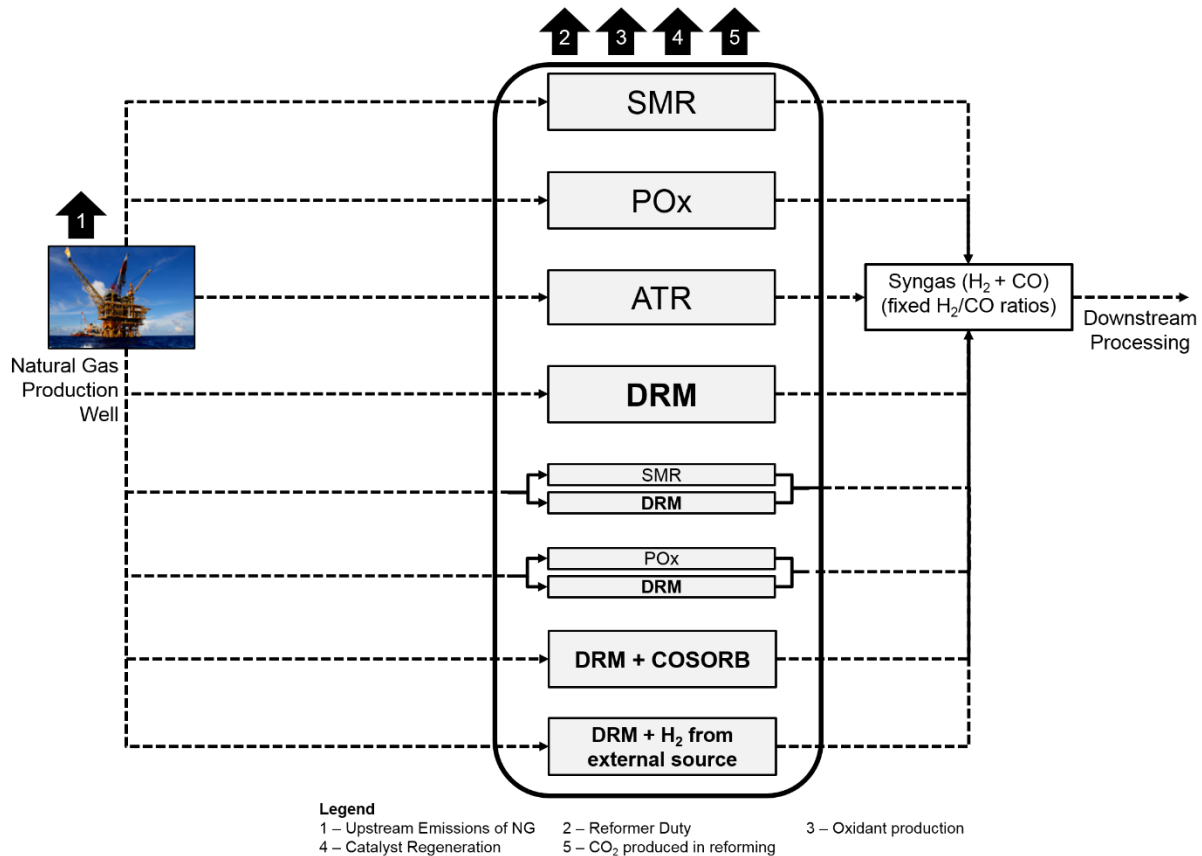 2 3 4 5
SMR
POx
1
ATR
Syngas (H₂ + CO)
(fixed H₂/CO ratios)
Downstream
Processing
Natural Gas
Production
Well
DRM
SMR
DRM
POx
DRM
DRM + COSORB
DRM + H₂ from
external source
Legend
1 – Upstream Emissions of NG 2 – Reformer Duty 3 – Oxidant production
4 – Catalyst Regeneration 5 – CO₂ produced in reforming